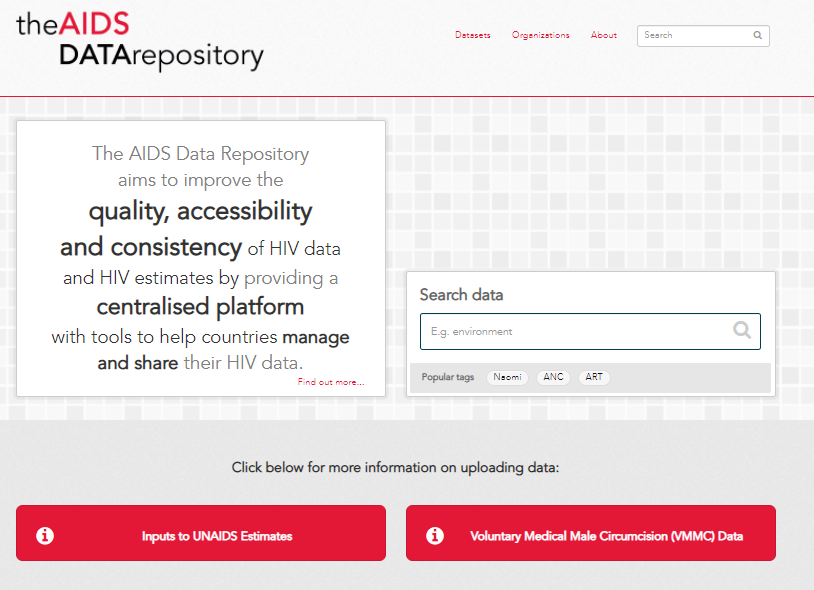 theAIDS
DATArepository
Datasets Organizations About Search
The AIDS Data Repository
aims to improve the
quality, accessibility
and consistency of HIV data
and HIV estimates by providing a
centralised platform
with tools to help countries manage
and share their HIV data.
Find out more...
Search data
E.g. environment
Popular tags Naomi ANC ART
Click below for more information on uploading data:
Inputs to UNAIDS Estimates
Voluntary Medical Male Circumcision (VMMC) Data